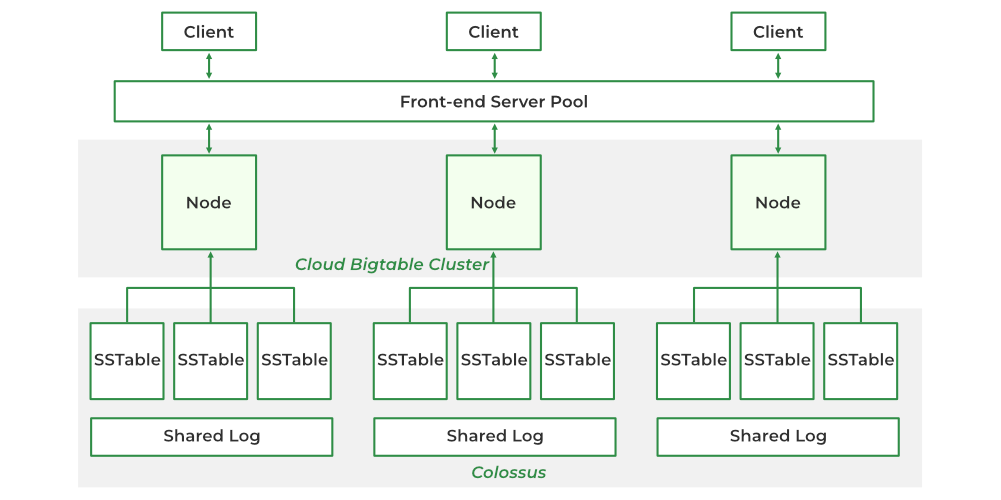 Client Client Client
Front-end Server Pool
Node Node Node
Cloud Bigtable Cluster
SSTable SSTable SSTable SSTable SSTable SSTable SSTable SSTable SSTable
Shared Log Shared Log Shared Log
Colossus